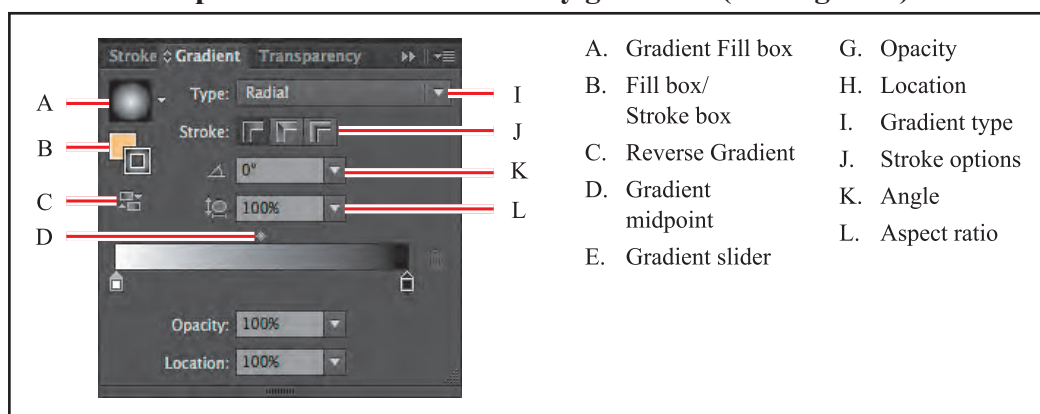 Stroke Gradient Transparency
Type: Radial
Stroke:
0°
100%
Opacity: 100%
Location: 100%
A
B
C
D
I
J
K
L
A. Gradient Fill box
B. Fill box/
Stroke box
C. Reverse Gradient
D. Gradient
midpoint
E. Gradient slider
G. Opacity
H. Location
I. Gradient type
J. Stroke options
K. Angle
L. Aspect ratio